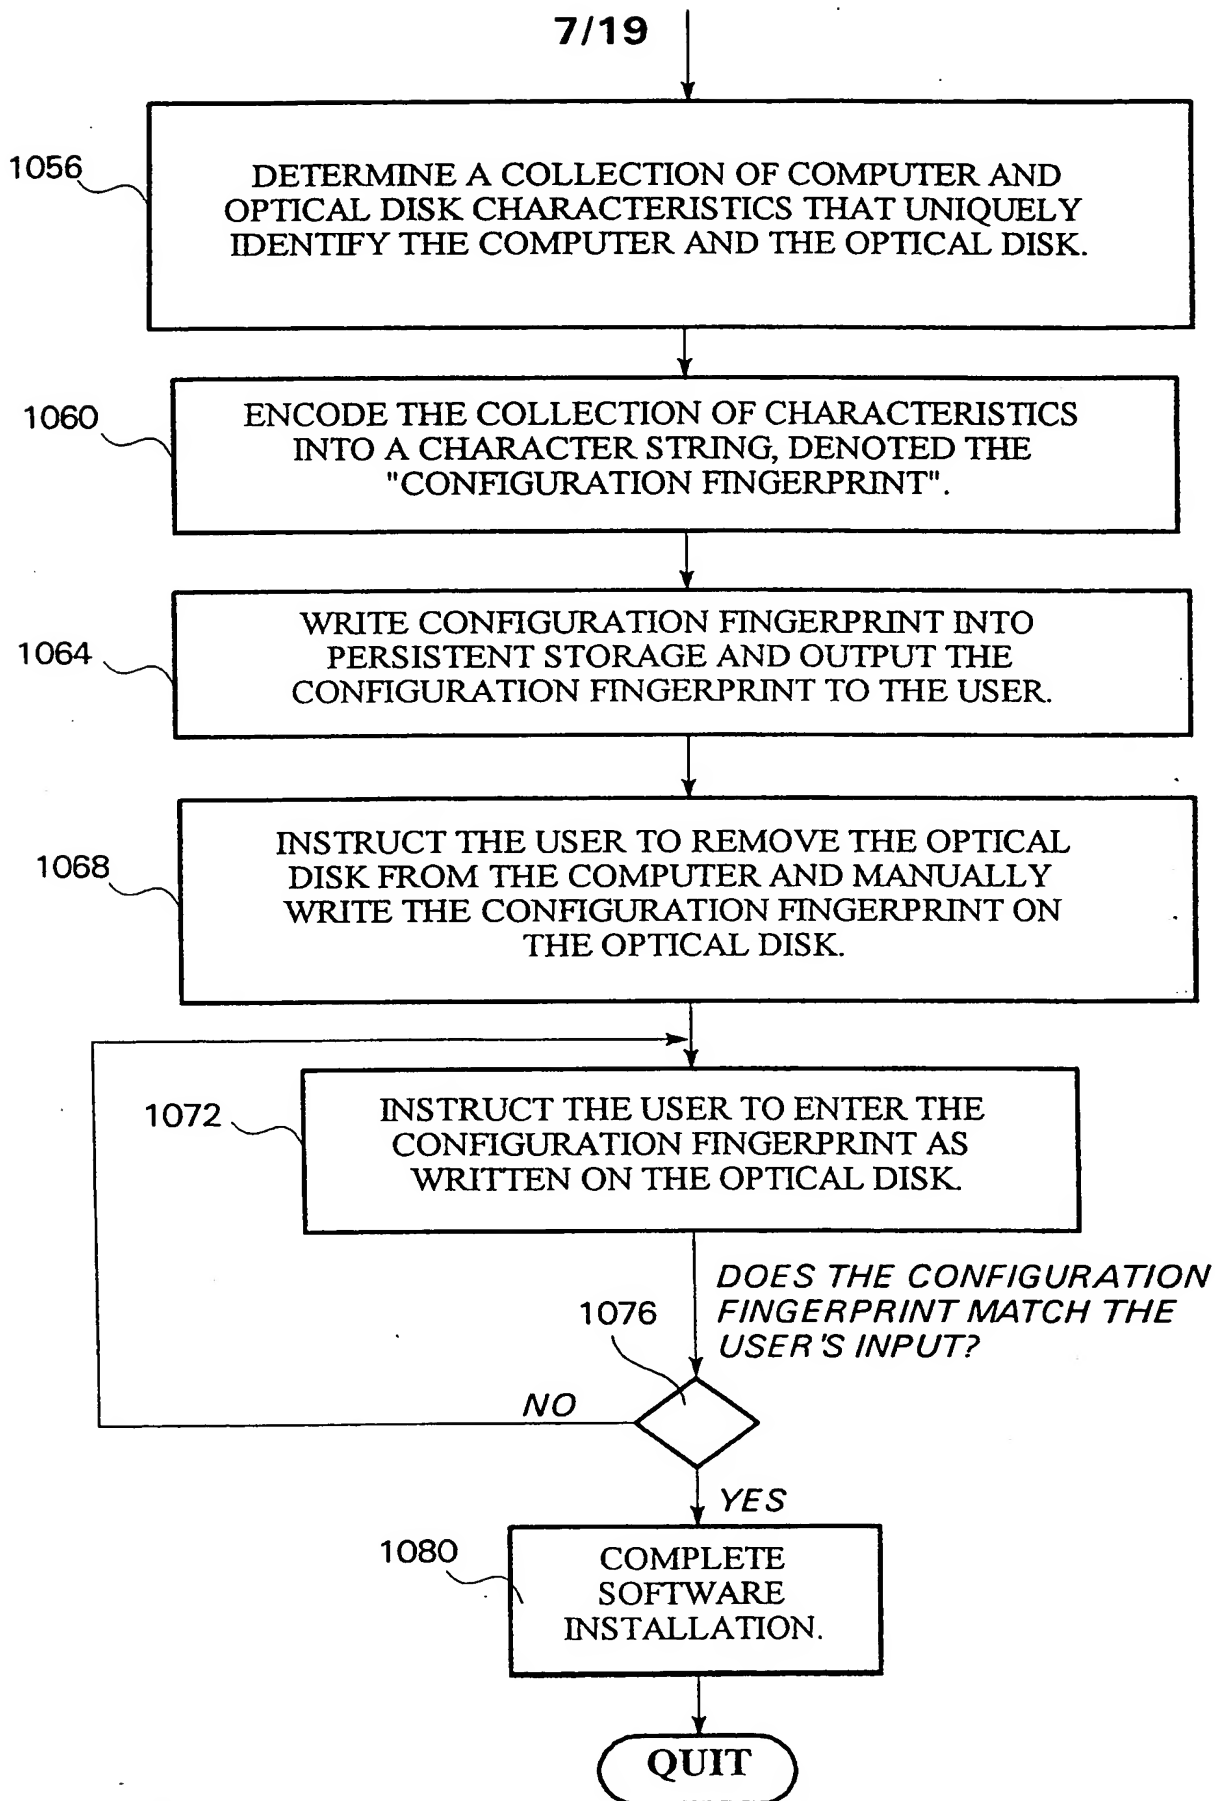 7/19
1056
DETERMINE A COLLECTION OF COMPUTER AND
OPTICAL DISK CHARACTERISTICS THAT UNIQUELY
IDENTIFY THE COMPUTER AND THE OPTICAL DISK.
1060
ENCODE THE COLLECTION OF CHARACTERISTICS
INTO A CHARACTER STRING, DENOTED THE
"CONFIGURATION FINGERPRINT".
1064
WRITE CONFIGURATION FINGERPRINT INTO
PERSISTENT STORAGE AND OUTPUT THE
CONFIGURATION FINGERPRINT TO THE USER.
1068
INSTRUCT THE USER TO REMOVE THE OPTICAL
DISK FROM THE COMPUTER AND MANUALLY
WRITE THE CONFIGURATION FINGERPRINT ON
THE OPTICAL DISK.
1072
INSTRUCT THE USER TO ENTER THE
CONFIGURATION FINGERPRINT AS
WRITTEN ON THE OPTICAL DISK.
DOES THE CONFIGURATION
FINGERPRINT MATCH THE
USER'S INPUT?
1076
NO
YES
1080
COMPLETE
SOFTWARE
INSTALLATION.
QUIT